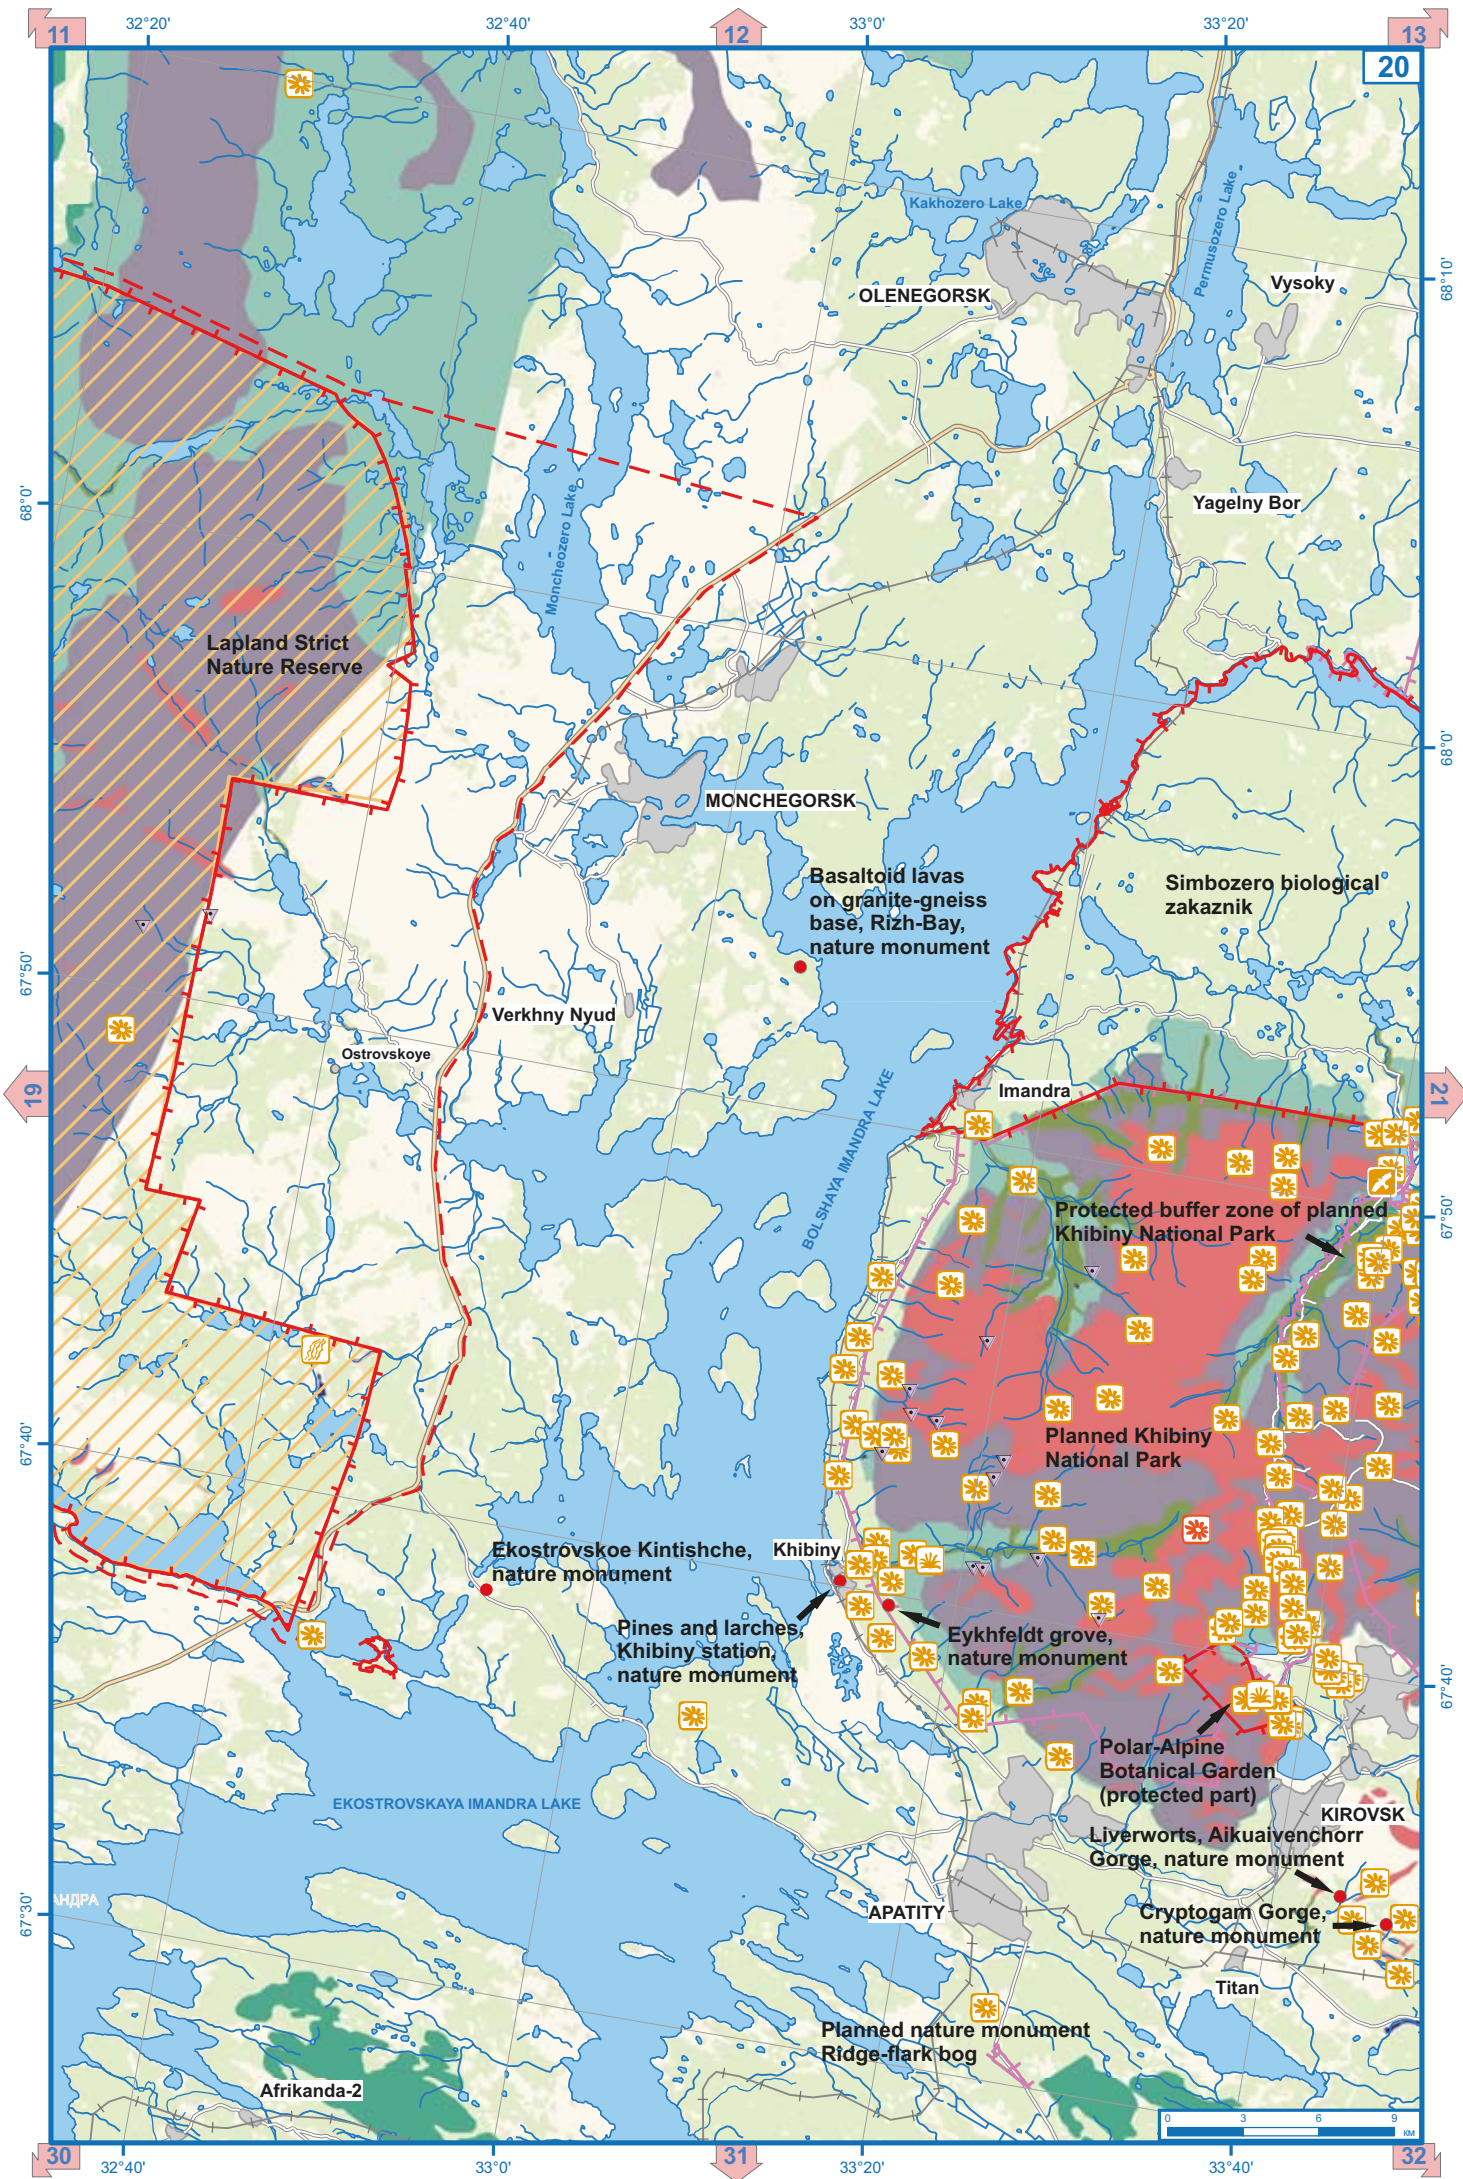 11
32°20'
32°40'
12
33°0'
33°20'
13
20
Kakhozero Lake
Permusozero Lake
Vysoky
68°10'
OLENEGORSK
68°0'
Yagelny Bor
Moncheozero Lake
Lapland Strict
Nature Reserve
68°0'
MONCHEGORSK
Basaltoid lavas
on granite-gneiss
base, Rizh-Bay,
nature monument
Simbozero biological
zakaznik
67°50'
Verkhny Nyud
Ostrovskoye
Imandra
19
21
BOLSHAYA IMANDRA LAKE
Protected buffer zone of planned
Khibiny National Park
67°50'
67°40'
Planned Khibiny
National Park
Ekostrovskoe Kintishche,
nature monument
Khibiny
Pines and larches,
Khibiny station,
nature monument
Eykhfeldt grove,
nature monument
67°40'
Polar-Alpine
Botanical Garden
(protected part)
EKOSTROVSKAYA IMANDRA LAKE
KIROVSK
Liverworts, Aikuaivenchorr
Gorge, nature monument
АНДРА
67°30'
APATITY
Cryptogam Gorge,
nature monument
Titan
Planned nature monument
Ridge-flark bog
Afrikanda-2
0 3 6 9
км
30
32°40'
33°0'
31
33°20'
33°40'
32